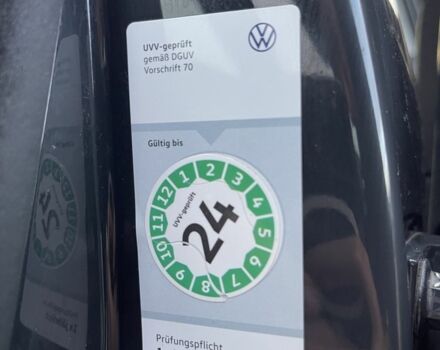 UVV-geprüft
gemäß DGUV
Vorschrift 70
Gültig bis
1 2 3 4 5 6 7 8 9 10 11 12
UVV-geprüft
24
Prüfungspflicht